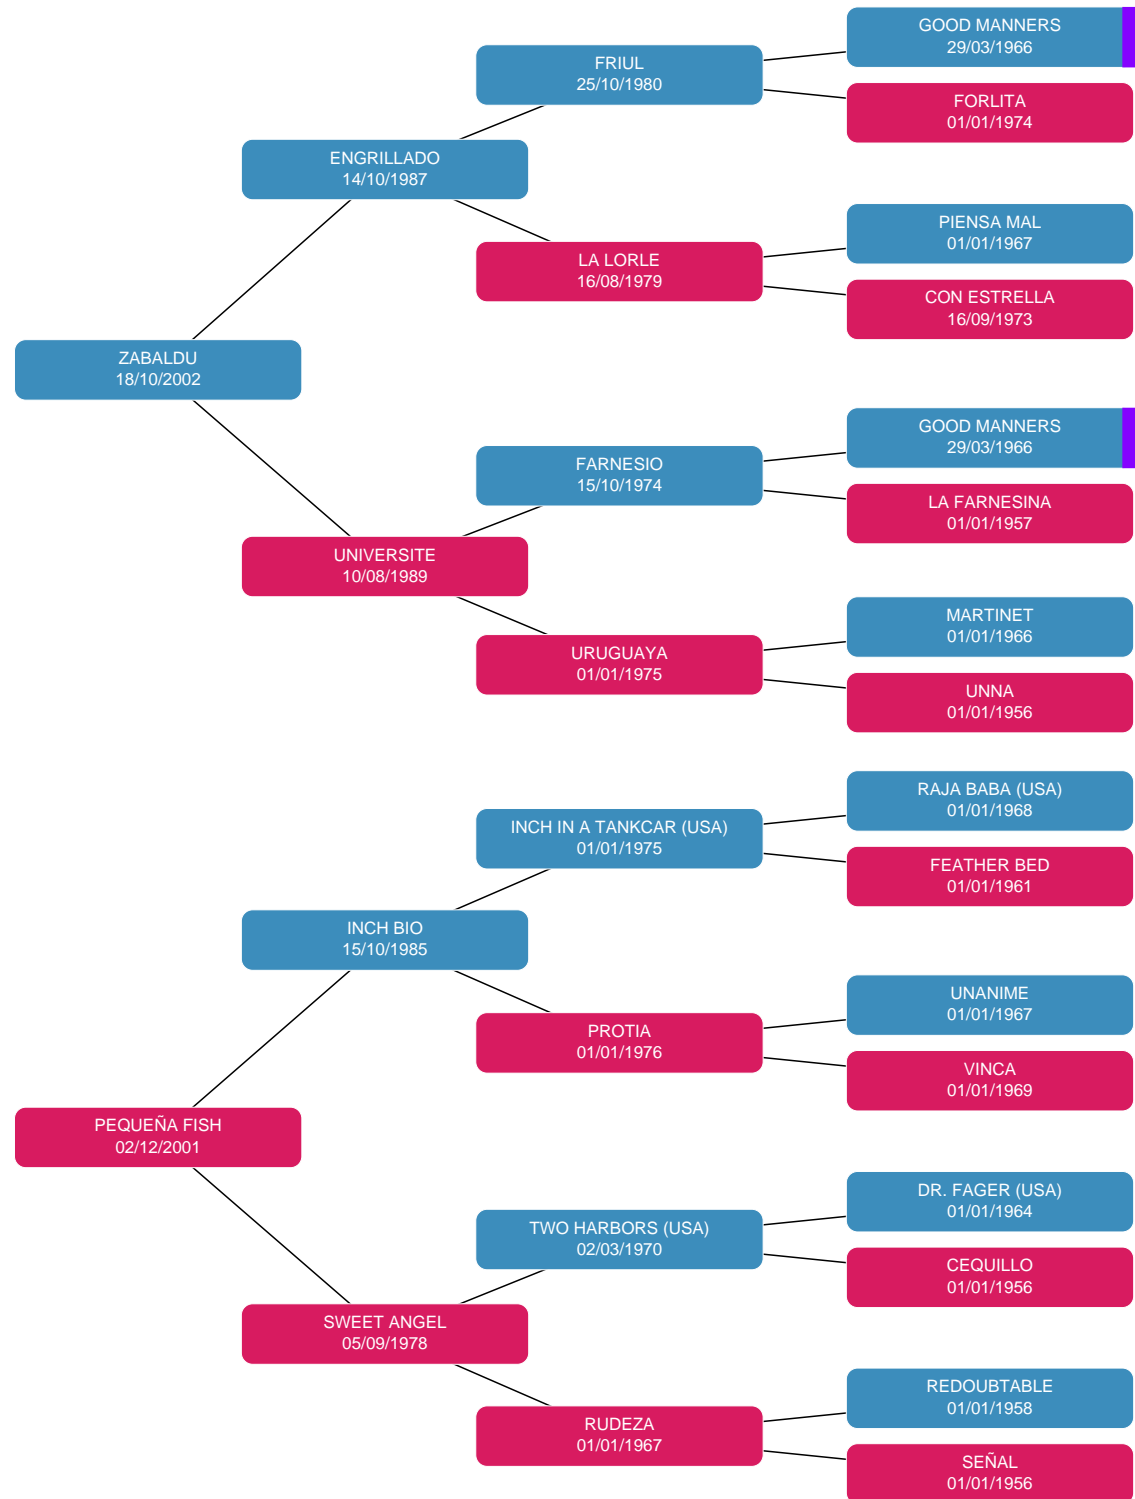 GOOD MANNERS
29/03/1966
FRIUL
25/10/1980
FORLITA
01/01/1974
ENGRILLADO
14/10/1987
PIENSA MAL
01/01/1967
LA LORLE
16/08/1979
CON ESTRELLA
16/09/1973
ZABALDU
18/10/2002
GOOD MANNERS
29/03/1966
FARNESIO
15/10/1974
LA FARNESINA
01/01/1957
UNIVERSITE
10/08/1989
MARTINET
01/01/1966
URUGUAYA
01/01/1975
UNNA
01/01/1956
RAJA BABA (USA)
01/01/1968
INCH IN A TANKCAR (USA)
01/01/1975
FEATHER BED
01/01/1961
INCH BIO
15/10/1985
UNANIME
01/01/1967
PROTIA
01/01/1976
VINCA
01/01/1969
PEQUEÑA FISH
02/12/2001
DR. FAGER (USA)
01/01/1964
TWO HARBORS (USA)
02/03/1970
CEQUILLO
01/01/1956
SWEET ANGEL
05/09/1978
REDOUBTABLE
01/01/1958
RUDEZA
01/01/1967
SEÑAL
01/01/1956